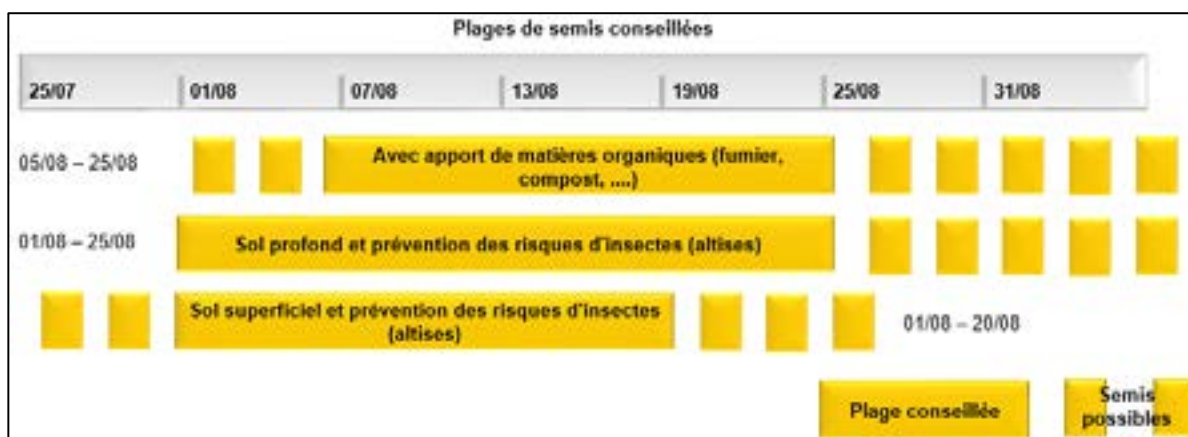 Plages de semis conseillées
25/07 01/08 07/08 13/08 19/08 25/08 31/08
05/08 – 25/08
Avec apport de matières organiques (fumier,
compost, ....)
01/08 – 25/08
Sol profond et prévention des risques d'insectes (altises)
Sol superficiel et prévention des risques d'insectes
(altises)
01/08 – 20/08
Plage conseillée
Semis
possibles